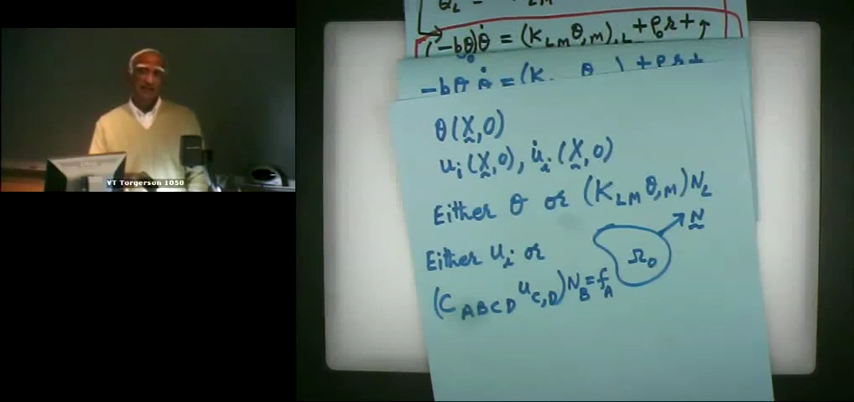 VT Torgerson 1050
(-bθ)θ̇ = (K_LM θ,M),L + ρ₀r +
-bθ θ̇ = (K θ ) + ρ r +
θ(X,0)
u_i(X,0), u̇_i(X,0)
Either θ or (K_LM θ,M)N_L
N
Either u_i or
Ω₀
(C_ABCD u_C,D)N_B = f_A